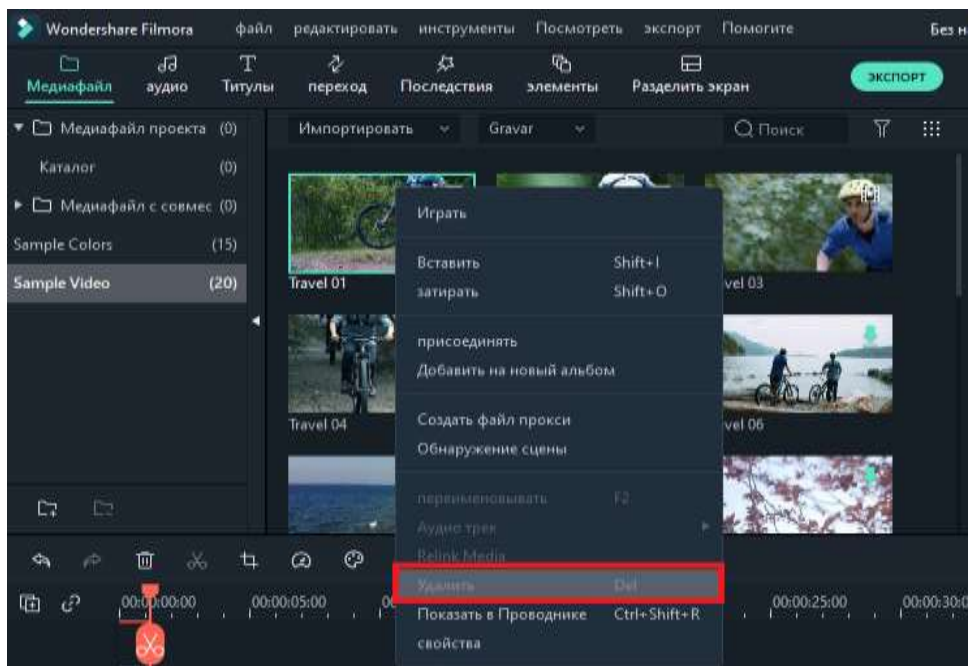 Wondershare Filmora файл редактировать инструменты Посмотреть экспорт Помогите Без н
Медиафайл аудио Титулы переход Последствия элементы Разделить экран ЭКСПОРТ
Медиафайл проекта (0) Импортировать Gravar Поиск
Каталог (0)
Медиафайл с совмес (0)
Sample Colors (15)
Sample Video (20)
Travel 01
vel 03
Travel 04
vel 06
Играть
Вставить Shift+I
затирать Shift+O
присоединять
Добавить на новый альбом
Создать файл прокси
Обнаружение сцены
переименовывать F2
Аудио трек
Relink Media
Удалить Del
Показать в Проводнике Ctrl+Shift+R
свойства
00:00:00:00 00:00:05:00 00 00:00:25:00 00:00:30:0